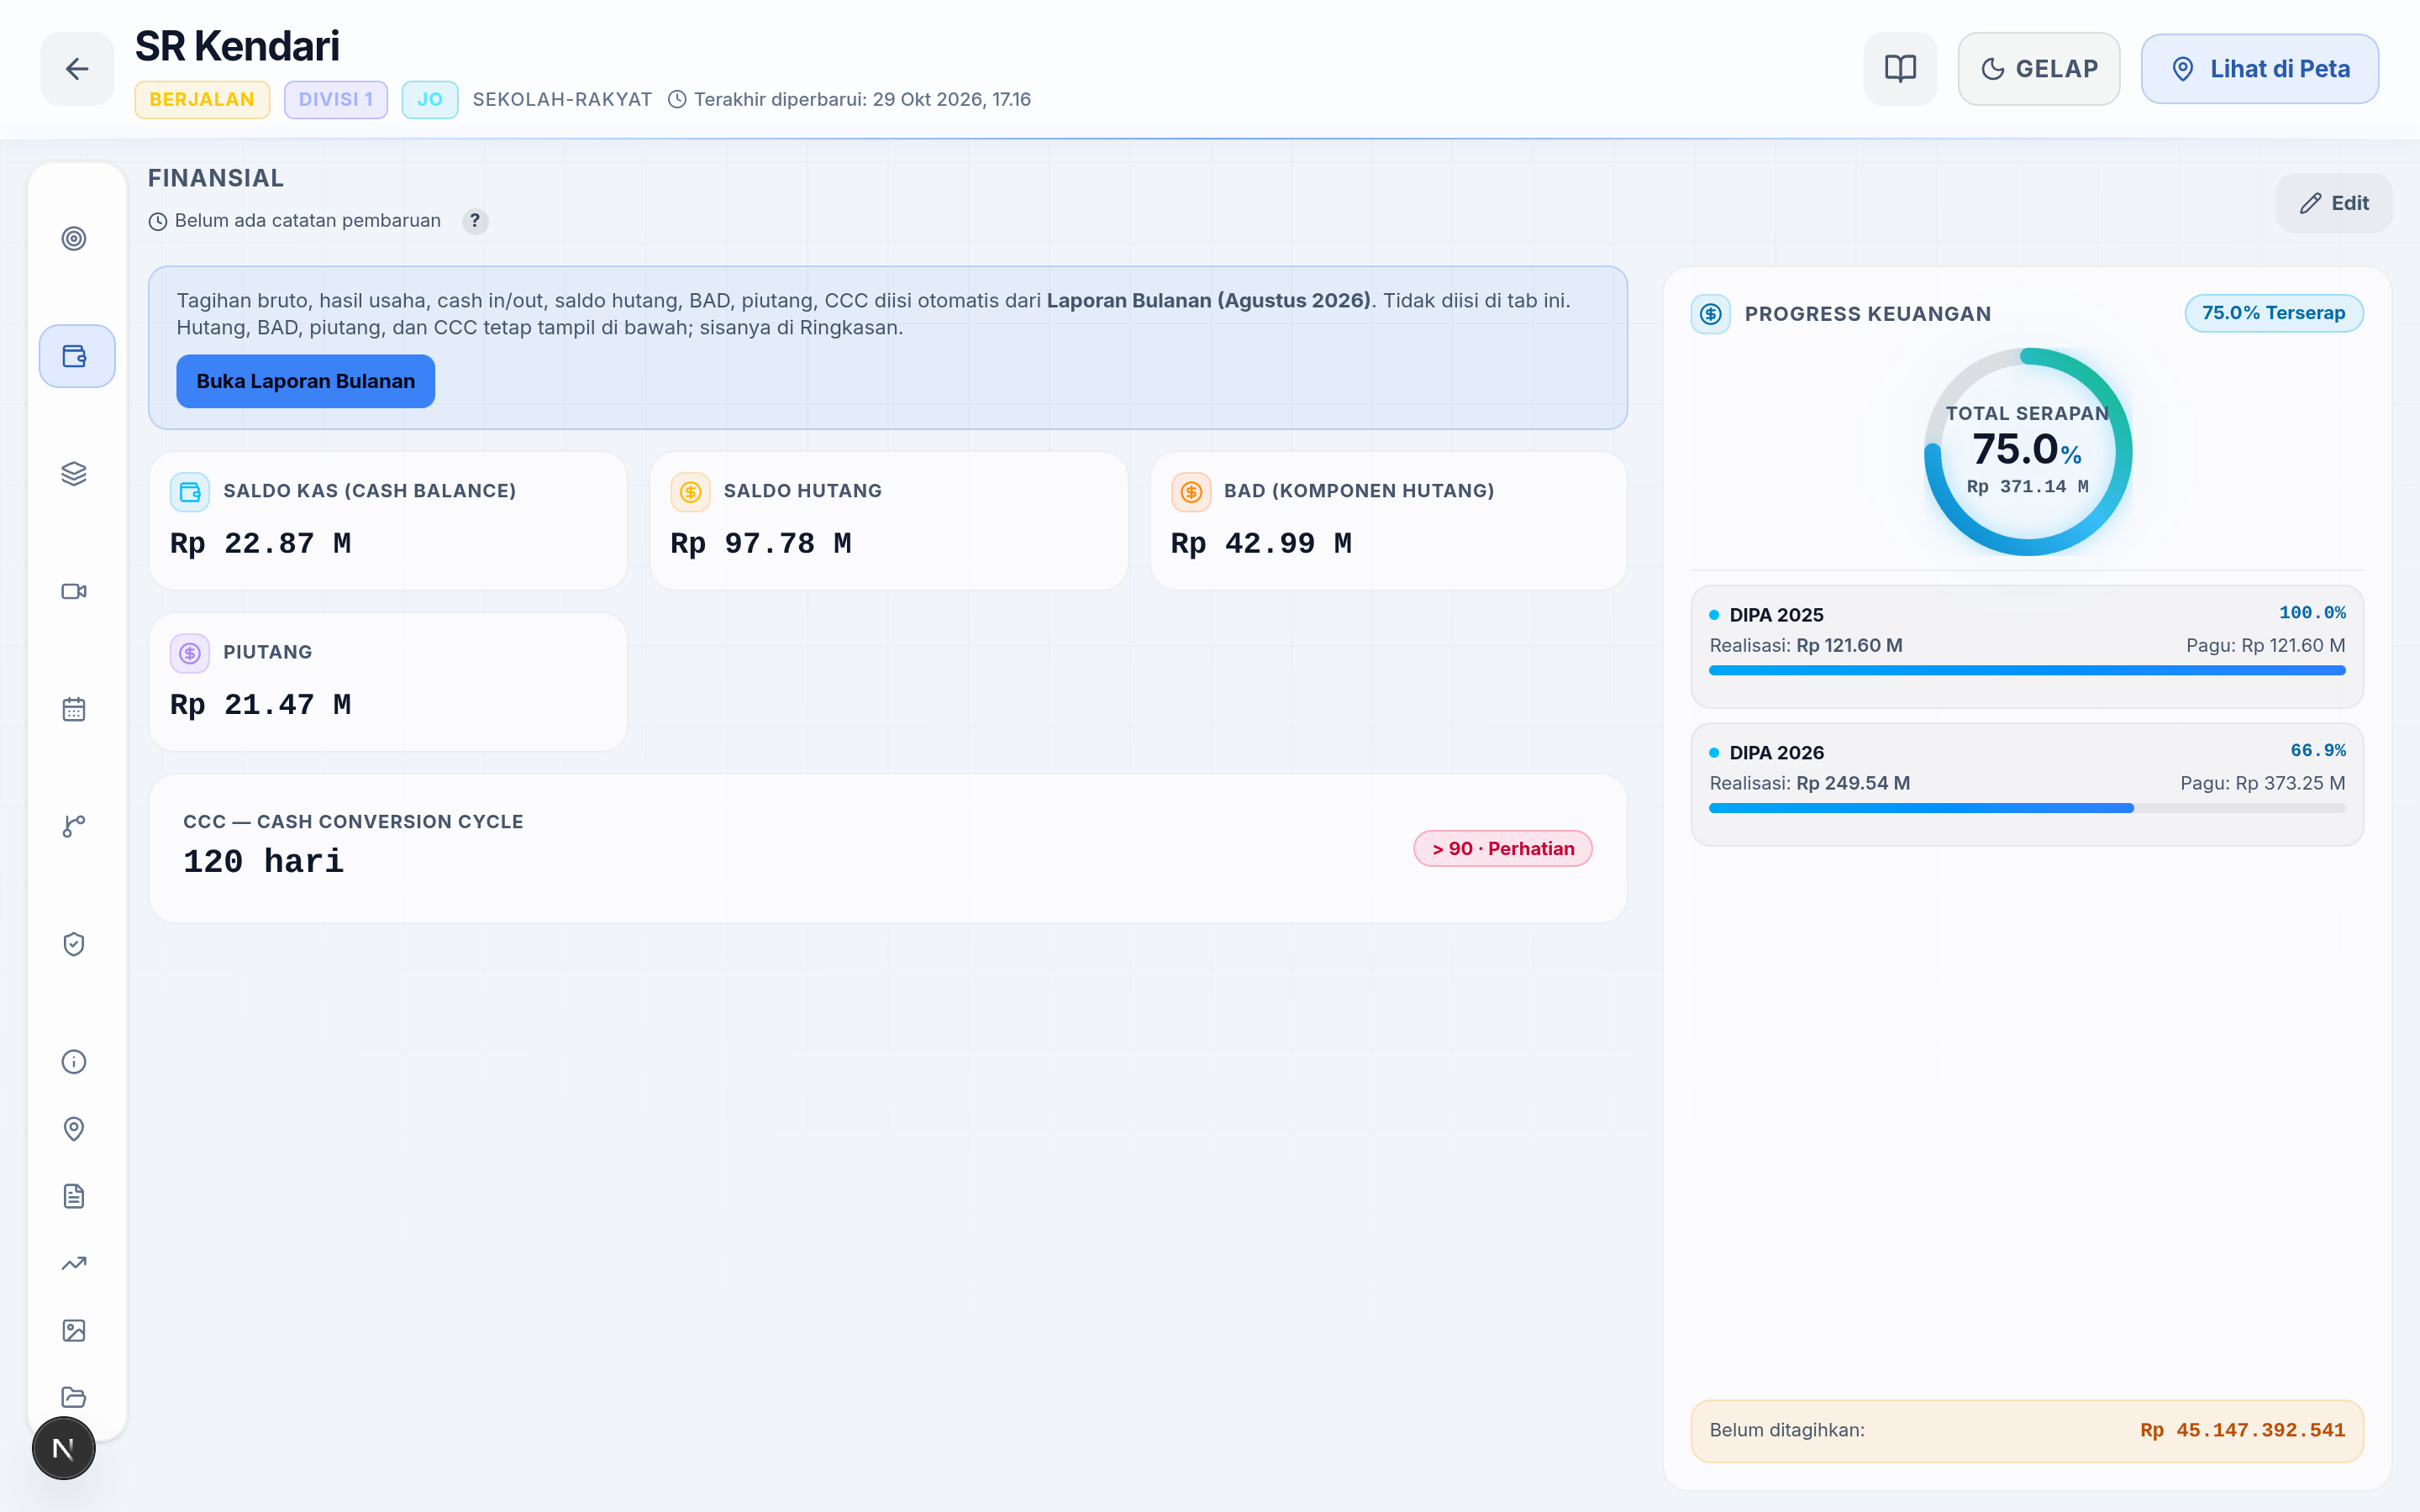 SR Kendari
BERJALAN
DIVISI 1
JO
SEKOLAH-RAKYAT
Terakhir diperbarui: 29 Okt 2026, 17.16
GELAP
Lihat di Peta
FINANSIAL
Belum ada catatan pembaruan
?
Edit
Tagihan bruto, hasil usaha, cash in/out, saldo hutang, BAD, piutang, CCC diisi otomatis dari Laporan Bulanan (Agustus 2026). Tidak diisi di tab ini.
Hutang, BAD, piutang, dan CCC tetap tampil di bawah; sisanya di Ringkasan.
Buka Laporan Bulanan
SALDO KAS (CASH BALANCE)
Rp 22.87 M
SALDO HUTANG
Rp 97.78 M
BAD (KOMPONEN HUTANG)
Rp 42.99 M
PIUTANG
Rp 21.47 M
CCC — CASH CONVERSION CYCLE
120 hari
> 90 · Perhatian
PROGRESS KEUANGAN
75.0% Terserap
TOTAL SERAPAN
75.0%
Rp 371.14 M
DIPA 2025
100.0%
Realisasi: Rp 121.60 M
Pagu: Rp 121.60 M
DIPA 2026
66.9%
Realisasi: Rp 249.54 M
Pagu: Rp 373.25 M
Belum ditagihkan:
Rp 45.147.392.541
N